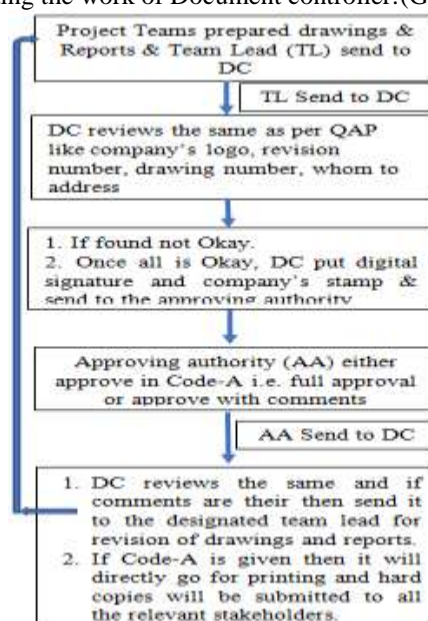 ing the work of Document controller.(G
Project Teams prepared drawings &
Reports & Team Lead (TL) send to
DC
TL Send to DC
DC reviews the same as per QAP
like company's logo, revision
number, drawing number, whom to
address
1. If found not Okay.
2. Once all is Okay, DC put digital
signature and company's stamp &
send to the approving authority
Approving authority (AA) either
approve in Code-A i.e. full approval
or approve with comments
AA Send to DC
1. DC reviews the same and if
comments are their then send it
to the designated team lead for
revision of drawings and reports.
2. If Code-A is given then it will
directly go for printing and hard
copies will be submitted to all
the relevant stakeholders.